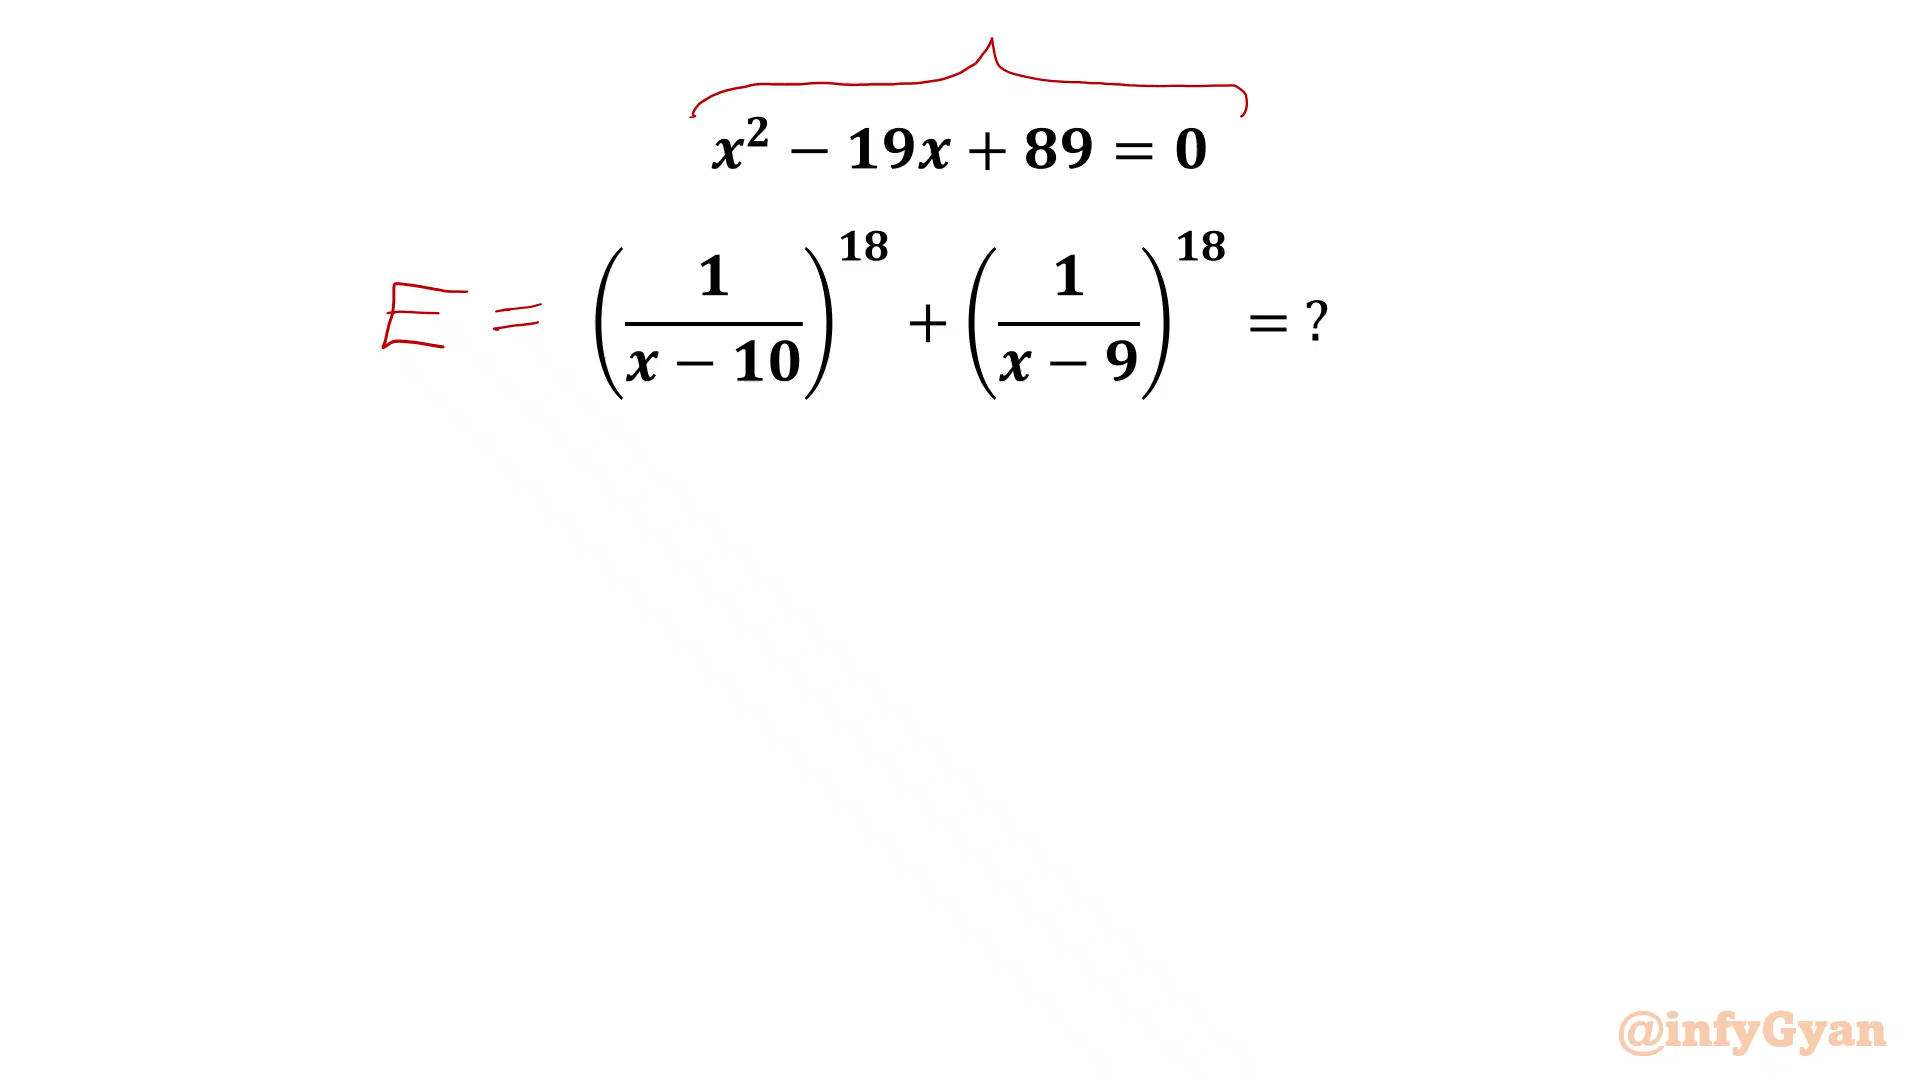 x² − 19x + 89 = 0
E = (1/(x − 10))¹⁸ + (1/(x − 9))¹⁸ = ?
@infyGyan